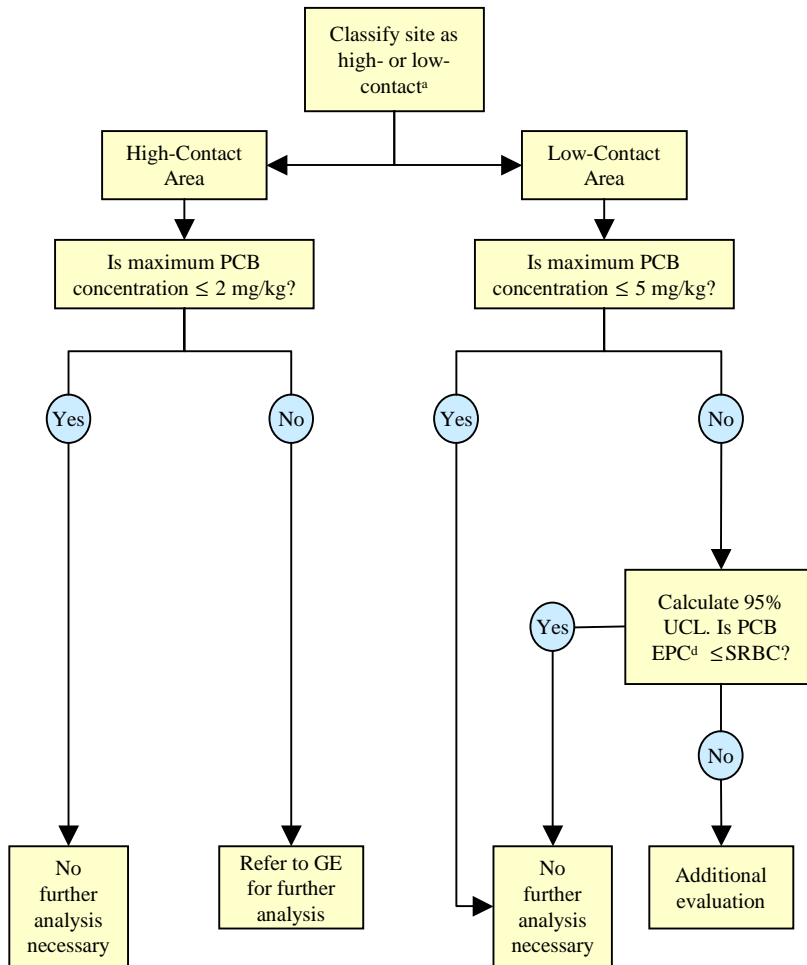 Classify site as
high- or low-
contactᵃ
High-Contact
Area
Low-Contact
Area
Is maximum PCB
concentration ≤ 2 mg/kg?
Is maximum PCB
concentration ≤ 5 mg/kg?
Yes
No
Yes
No
Calculate 95%
UCL. Is PCB
EPCᵈ ≤SRBC?
Yes
No
No
further
analysis
necessary
Refer to GE
for further
analysis
No
further
analysis
necessary
Additional
evaluation